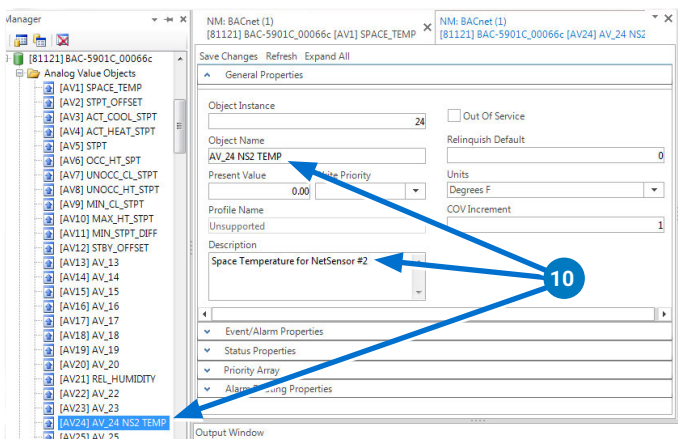 Manager
[81121] BAC-5901C_00066c
Analog Value Objects
[AV1] SPACE_TEMP
[AV2] STPT_OFFSET
[AV3] ACT_COOL_STPT
[AV4] ACT_HEAT_STPT
[AV5] STPT
[AV6] OCC_HT_SPT
[AV7] UNOCC_CL_STPT
[AV8] UNOCC_HT_STPT
[AV9] MIN_CL_STPT
[AV10] MAX_HT_STPT
[AV11] MIN_STPT_DIFF
[AV12] STBY_OFFSET
[AV13] AV_13
[AV14] AV_14
[AV15] AV_15
[AV16] AV_16
[AV17] AV_17
[AV18] AV_18
[AV19] AV_19
[AV20] AV_20
[AV21] REL_HUMIDITY
[AV22] AV_22
[AV23] AV_23
[AV24] AV_24 NS2 TEMP
[AV25] AV_25
NM: BACnet (1)
[81121] BAC-5901C_00066c [AV1] SPACE_TEMP
NM: BACnet (1)
[81121] BAC-5901C_00066c [AV24] AV_24 NS2
Save Changes Refresh Expand All
General Properties
Object Instance
24
Out Of Service
Object Name
AV_24 NS2 TEMP
Relinquish Default
0
Present Value
0.00
Priority
Units
Degrees F
Profile Name
Unsupported
COV Increment
1
Description
Space Temperature for NetSensor #2
10
Event/Alarm Properties
Status Properties
Priority Array
Properties
Output Window